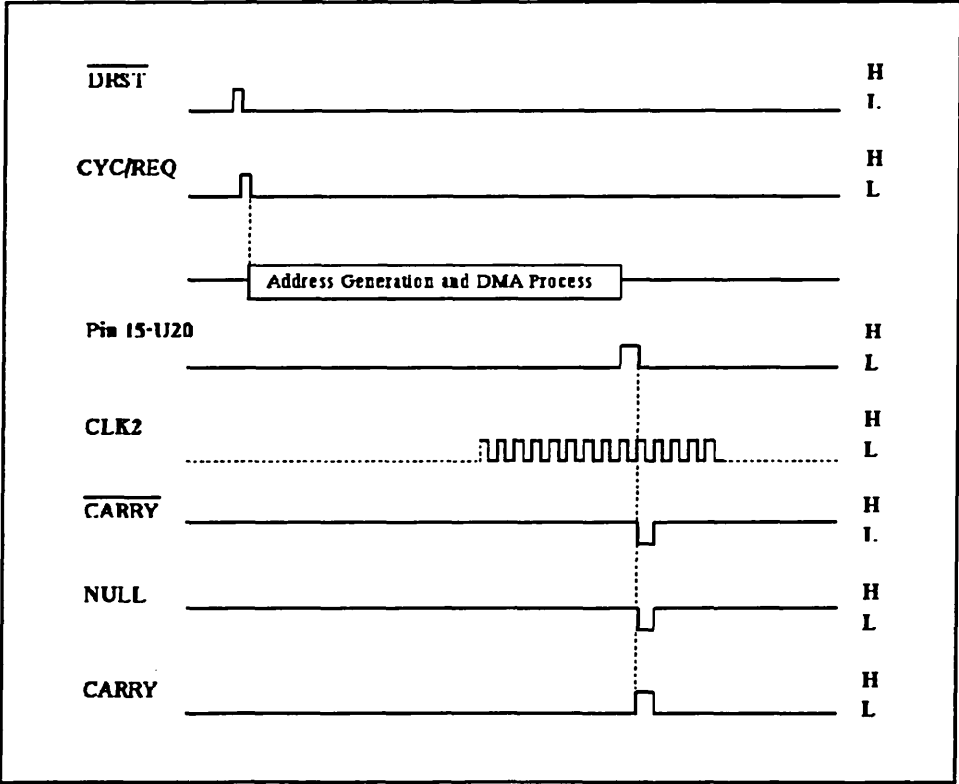 DRST H
L
CYC/REQ H
L
Address Generation and DMA Process
Pin 15-U20 H
L
CLK2 H
L
CARRY H
L
NULL H
L
CARRY H
L